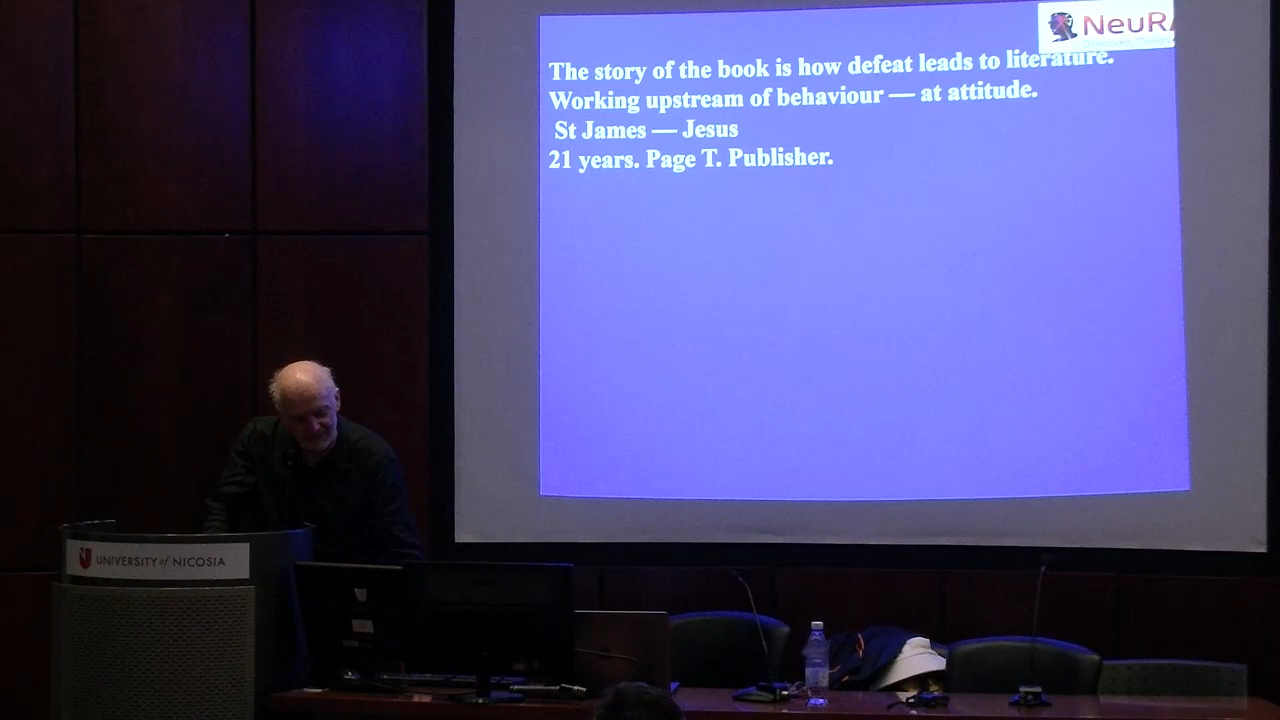 NeuRA
The story of the book is how defeat leads to literature.
Working upstream of behaviour — at attitude.
St James — Jesus
21 years. Page T. Publisher.
UNIVERSITY of NICOSIA